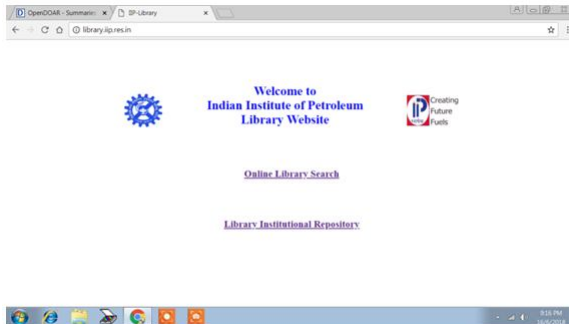 OpenDOAR - Summaries
IIP-Library
library.iip.res.in
Welcome to
Indian Institute of Petroleum
Library Website
Creating
Future
Fuels
Online Library Search
Library Institutional Repository
9:16 PM